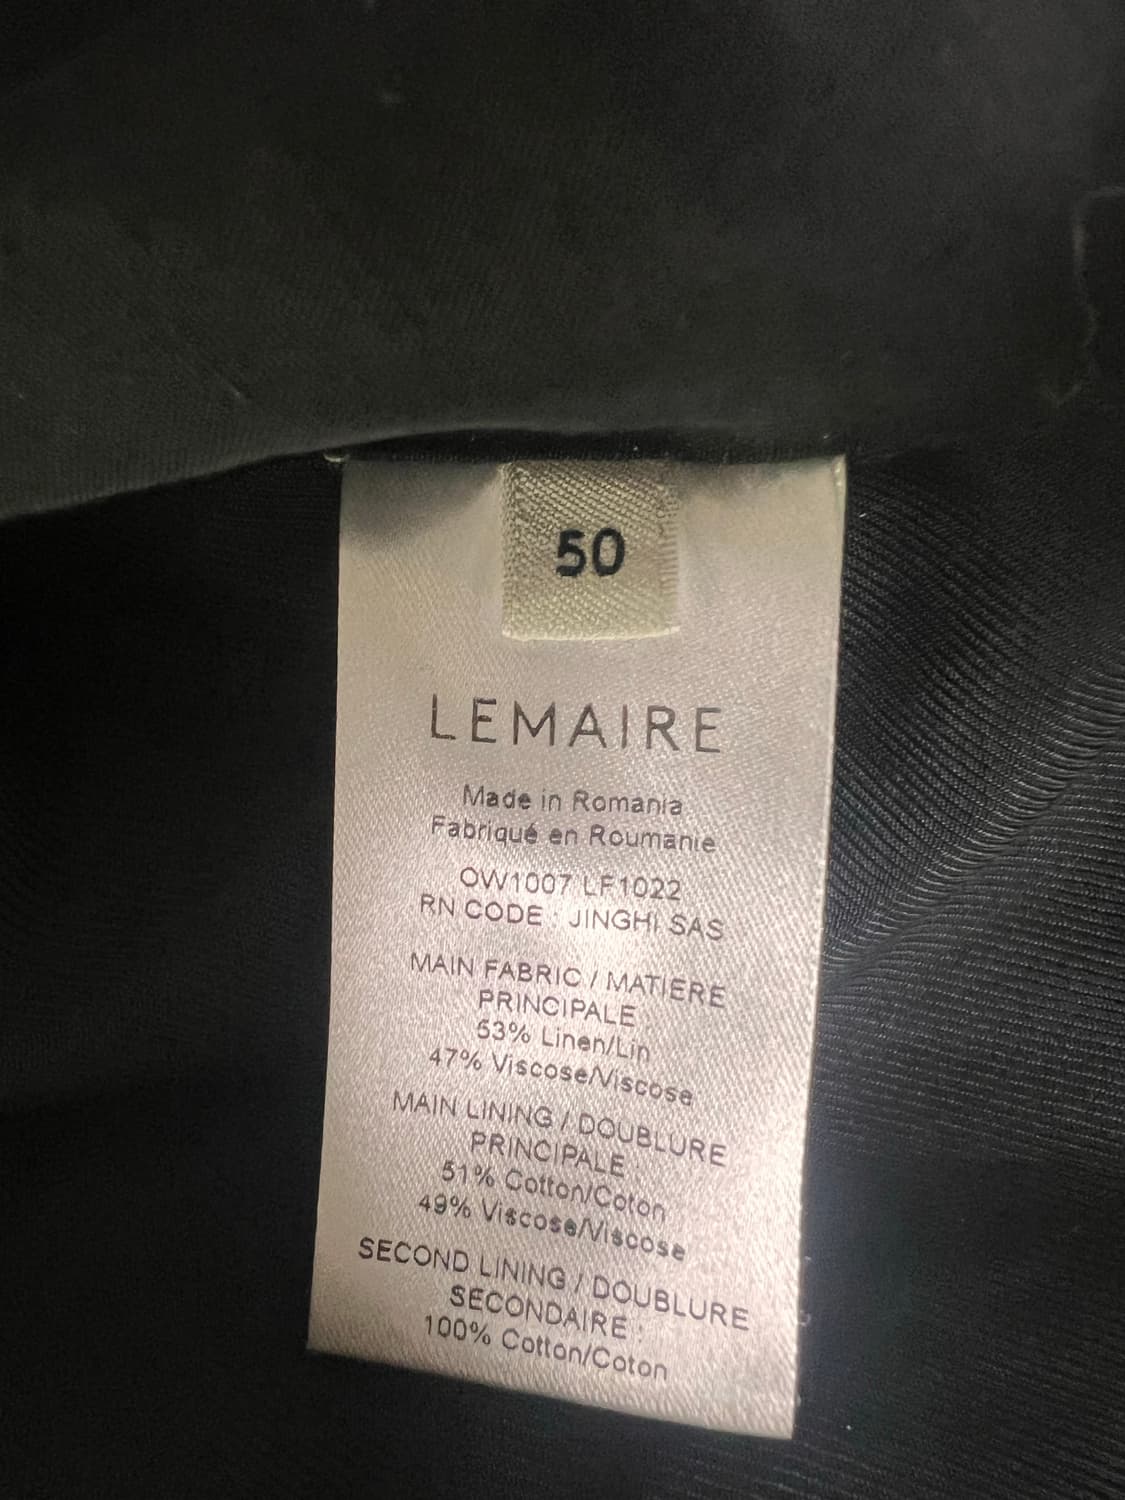 50
LEMAIRE
Made in Romania
Fabriqué en Roumanie
OW1007 LF1022
RN CODE : JINGHI SAS
MAIN FABRIC / MATIERE
PRINCIPALE :
53% Linen/Lin
47% Viscose/Viscose
MAIN LINING / DOUBLURE
PRINCIPALE :
51% Cotton/Coton
49% Viscose/Viscose
SECOND LINING / DOUBLURE
SECONDAIRE :
100% Cotton/Coton